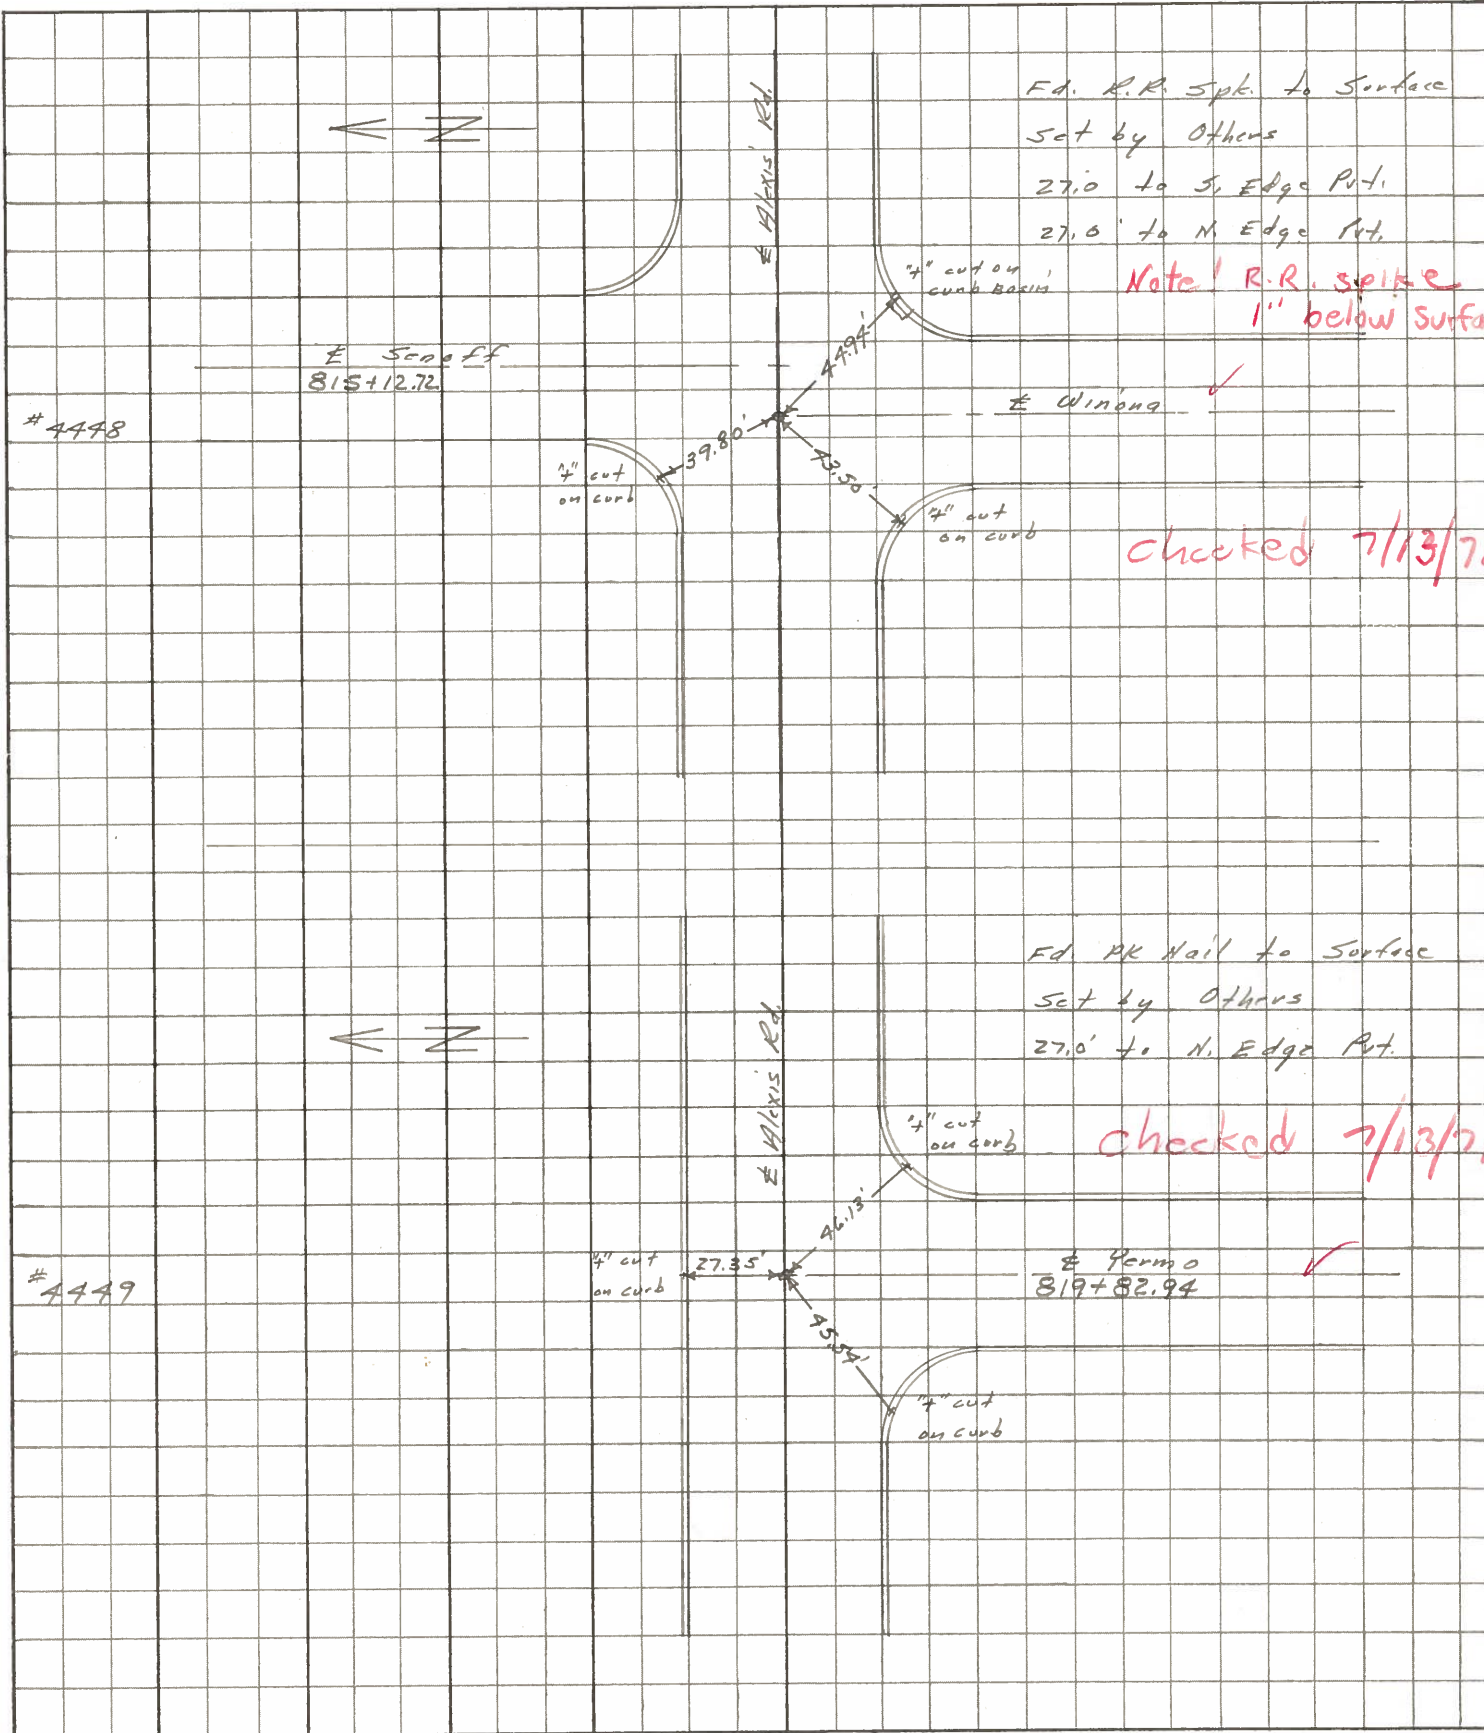 Fd. R.R. Spk. to Surface
Set by Others
27.0 to S. Edge Pvt.
27.0' to N. Edge Pvt.
Note! R.R. spike
1" below Surfa
N
℄ Alexis Rd.
"+" cut on
curb Basin
44.94'
℄ Senoff
815+12.72
℄ Winona
#4448
39.80'
43.50'
"+" cut
on curb
"+" cut
on curb
checked 7/13/7
Fd. PK Nail to Surface
Set by Others
27.0' to N. Edge Pvt.
N
℄ Alexis Rd.
"+" cut
on curb
checked 7/13/7
46.13'
"+" cut
on curb
27.35'
℄ Yermo
819+82.94
#4449
45.54'
"+" cut
on curb